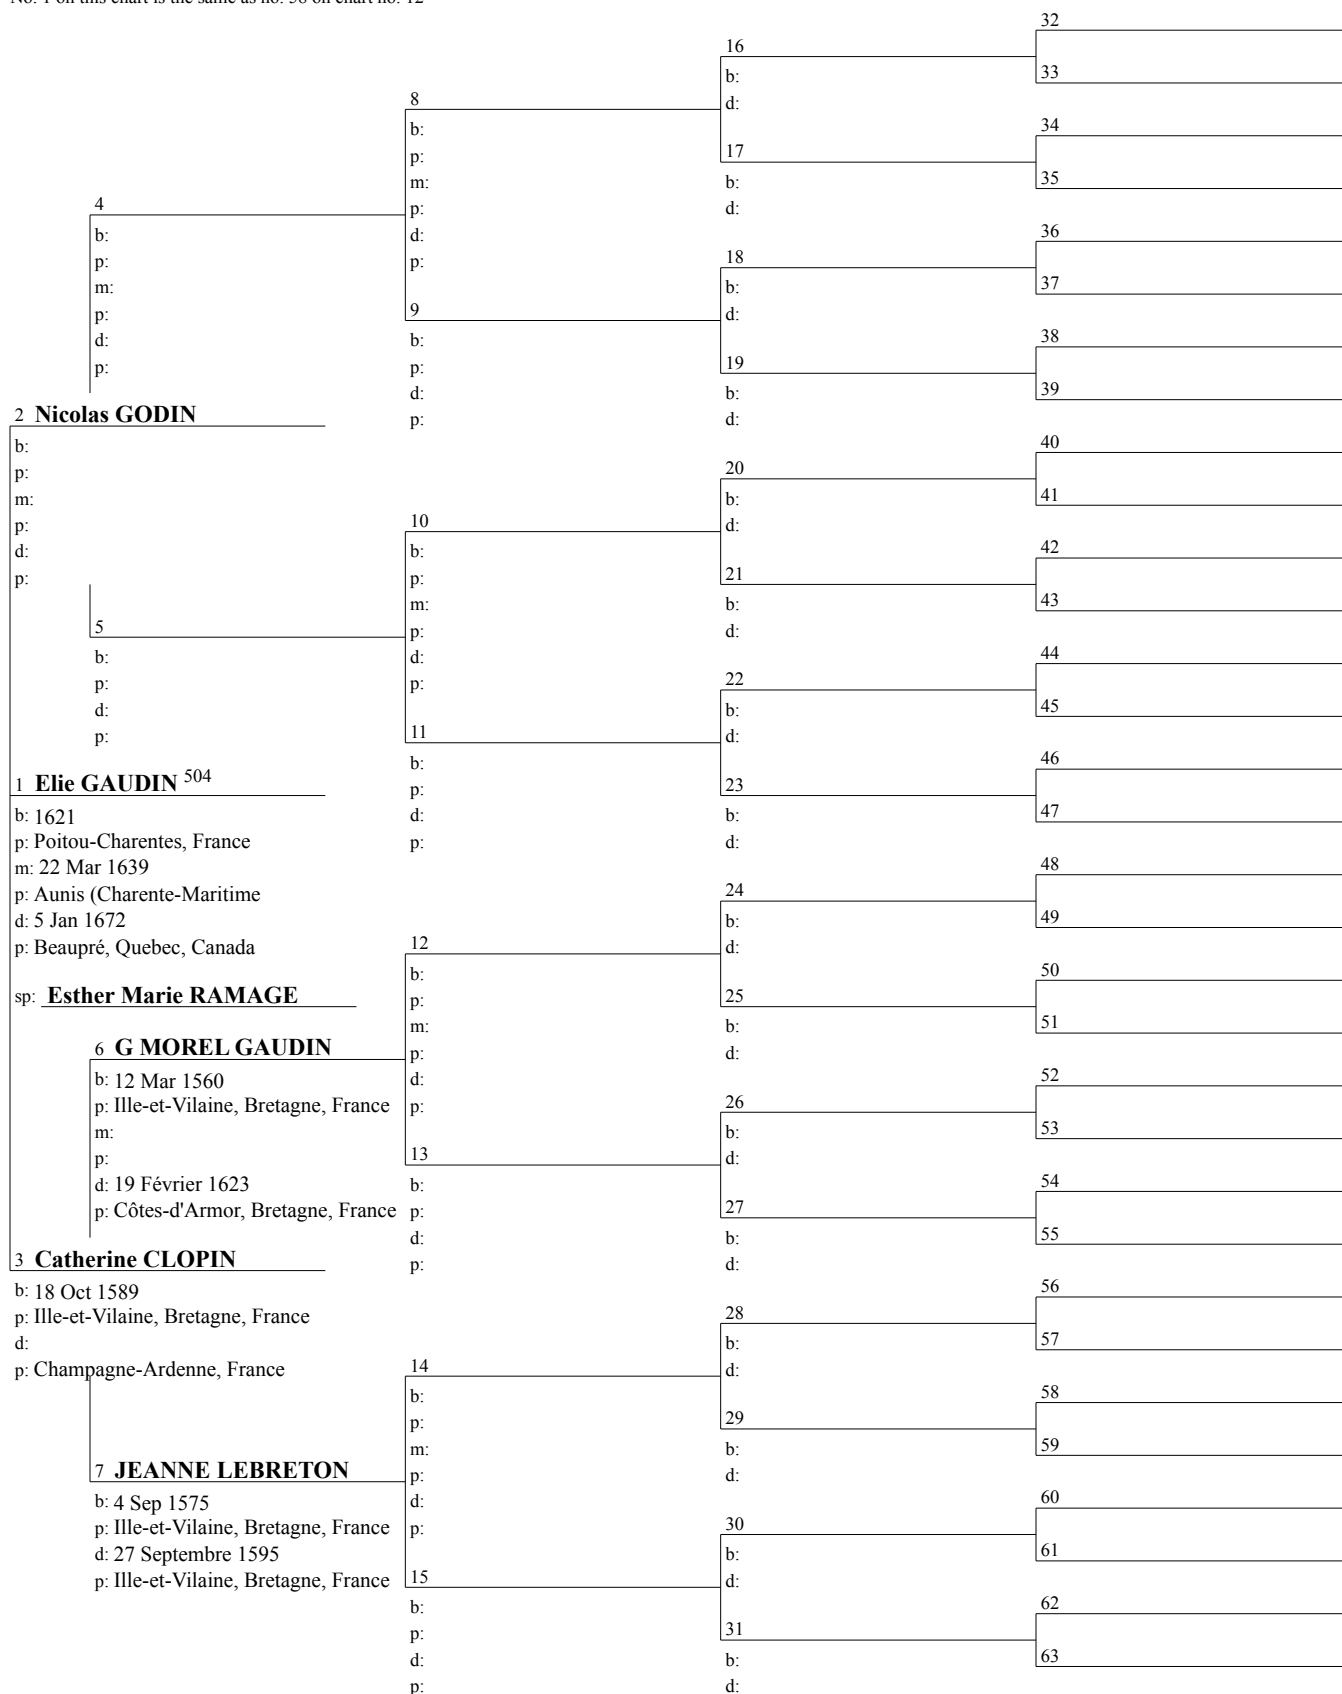 No. 1 on this chart is the same as no. on chart no. 12
4
b:
p:
m:
p:
d:
p:
2 Nicolas GODIN
b:
p:
m:
p:
d:
p:
5
b:
p:
d:
p:
1 Elie GAUDIN 504
b: 1621
p: Poitou-Charentes, France
m: 22 Mar 1639
p: Aunis (Charente-Maritime
d: 5 Jan 1672
p: Beaupré, Quebec, Canada
sp: Esther Marie RAMAGE
6 G MOREL GAUDIN
b: 12 Mar 1560
p: Ille-et-Vilaine, Bretagne, France
m:
p:
d: 19 Février 1623
p: Côtes-d'Armor, Bretagne, France
3 Catherine CLOPIN
b: 18 Oct 1589
p: Ille-et-Vilaine, Bretagne, France
d:
p: Champagne-Ardenne, France
7 JEANNE LEBRETON
b: 4 Sep 1575
p: Ille-et-Vilaine, Bretagne, France
d: 27 Septembre 1595
p: Ille-et-Vilaine, Bretagne, France
8
b:
p:
m:
p:
d:
p:
9
b:
p:
d:
p:
10
b:
p:
m:
p:
d:
p:
11
b:
p:
d:
p:
12
b:
p:
m:
p:
d:
p:
13
b:
p:
d:
p:
14
b:
p:
m:
p:
d:
p:
15
b:
p:
d:
p:
16
b:
d:
17
b:
d:
18
b:
d:
19
b:
d:
20
b:
d:
21
b:
d:
22
b:
d:
23
b:
d:
24
b:
d:
25
b:
d:
26
b:
d:
27
b:
d:
28
b:
d:
29
b:
d:
30
b:
d:
31
b:
d:
32
33
34
35
36
37
38
39
40
41
42
43
44
45
46
47
48
49
50
51
52
53
54
55
56
57
58
59
60
61
62
63